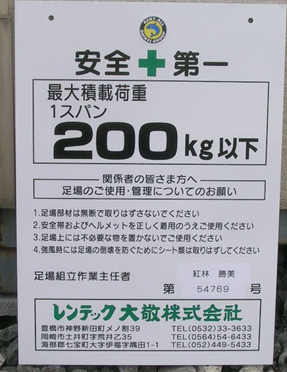 安全 第一
最大積載荷重
1スパン
200kg以下
関係者の皆さま方へ
足場のご使用・管理についてのお願い
1.足場部材は無断で取りはずさないでください
2.安全帯およびヘルメットを正しく着用のうえご使用ください
3.足場上には不必要な物を置かないでください
4.強風時には足場の倒壊を防ぐためにシート類は取りはずしてください
足場組立作業主任者
紅林 勝美
第 54769 号
レンテック大敬株式会社
豊橋市神野新田町メノ割39 TEL(0532)33-3633
岡崎市土井町字荒井乙35 TEL(0564)54-6433
海部郡七宝町大字伊福字隅田1-1 TEL(052)449-5433